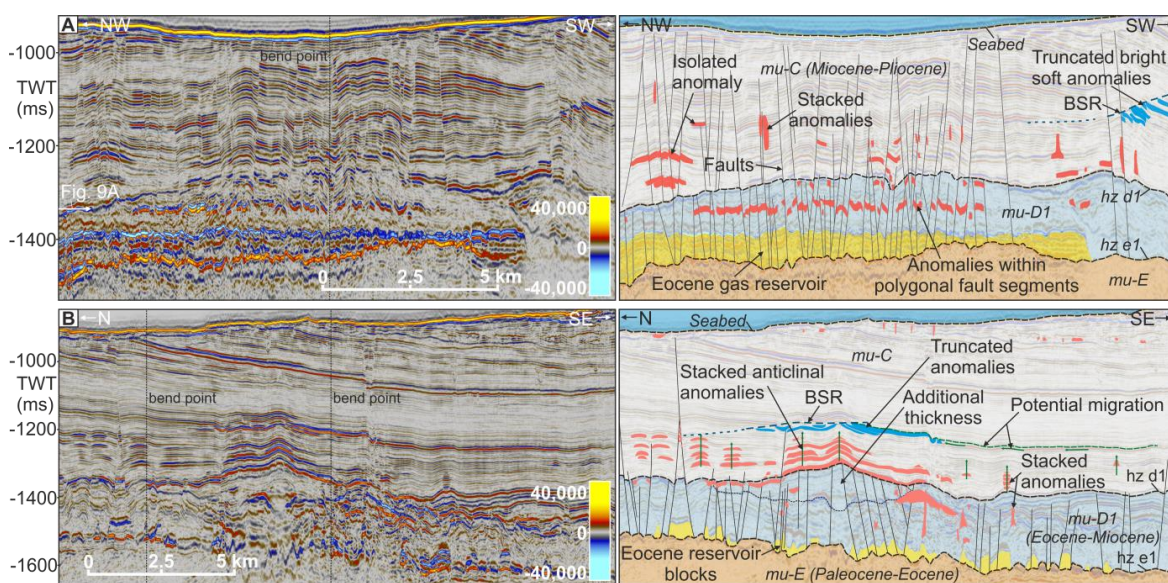 A
NW
SW
bend point
-1000
TWT
(ms)
-1200
Fig. 9A
-1400
40,000
0
-40,000
0
2,5
5 km
NW
SW
Seabed
Isolated
anomaly
mu-C (Miocene-Pliocene)
Truncated bright
soft anomalies
Stacked
anomalies
BSR
Faults
hz d1
mu-D1
hz e1
Eocene gas reservoir
Anomalies within
polygonal fault segments
mu-E
B
N
SE
-1000
TWT
(ms)
bend point
bend point
-1200
-1400
-1600
40,000
0
-40,000
0
2,5
5 km
N
SE
Seabed
mu-C
Truncated
anomalies
Stacked anticlinal
anomalies
BSR
Additional
thickness
Potential migration
Stacked
anomalies
hz d1
mu-D1
(Eocene-Miocene)
hz e1
Eocene reservoir
blocks
mu-E (Paleocene-Eocene)